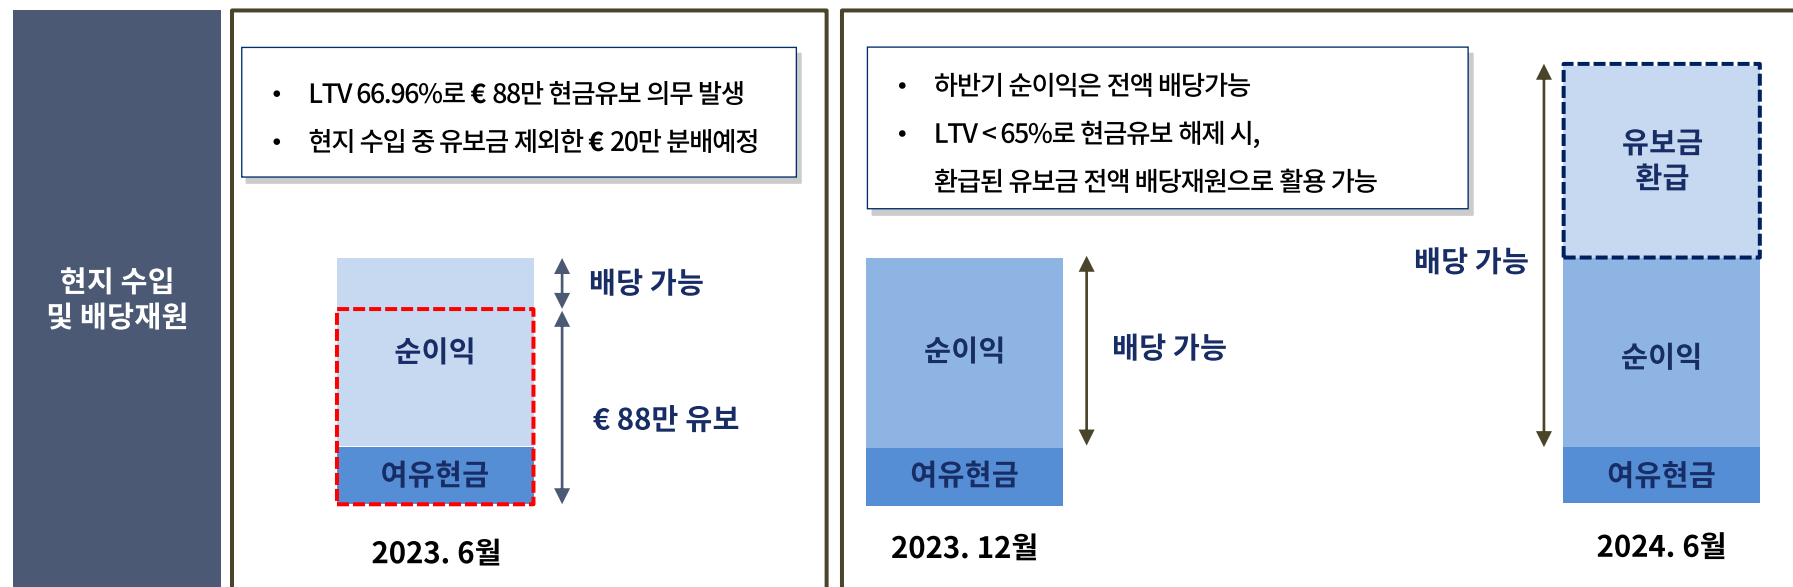 현지 수입
및 배당재원
• LTV 66.96%로 € 88만 현금유보 의무 발생
• 현지 수입 중 유보금 제외한 € 20만 분배예정
배당 가능
순이익
€ 88만 유보
여유현금
2023. 6월
• 하반기 순이익은 전액 배당가능
• LTV < 65%로 현금유보 해제 시,
환급된 유보금 전액 배당재원으로 활용 가능
순이익
배당 가능
여유현금
2023. 12월
유보금
환급
배당 가능
순이익
여유현금
2024. 6월